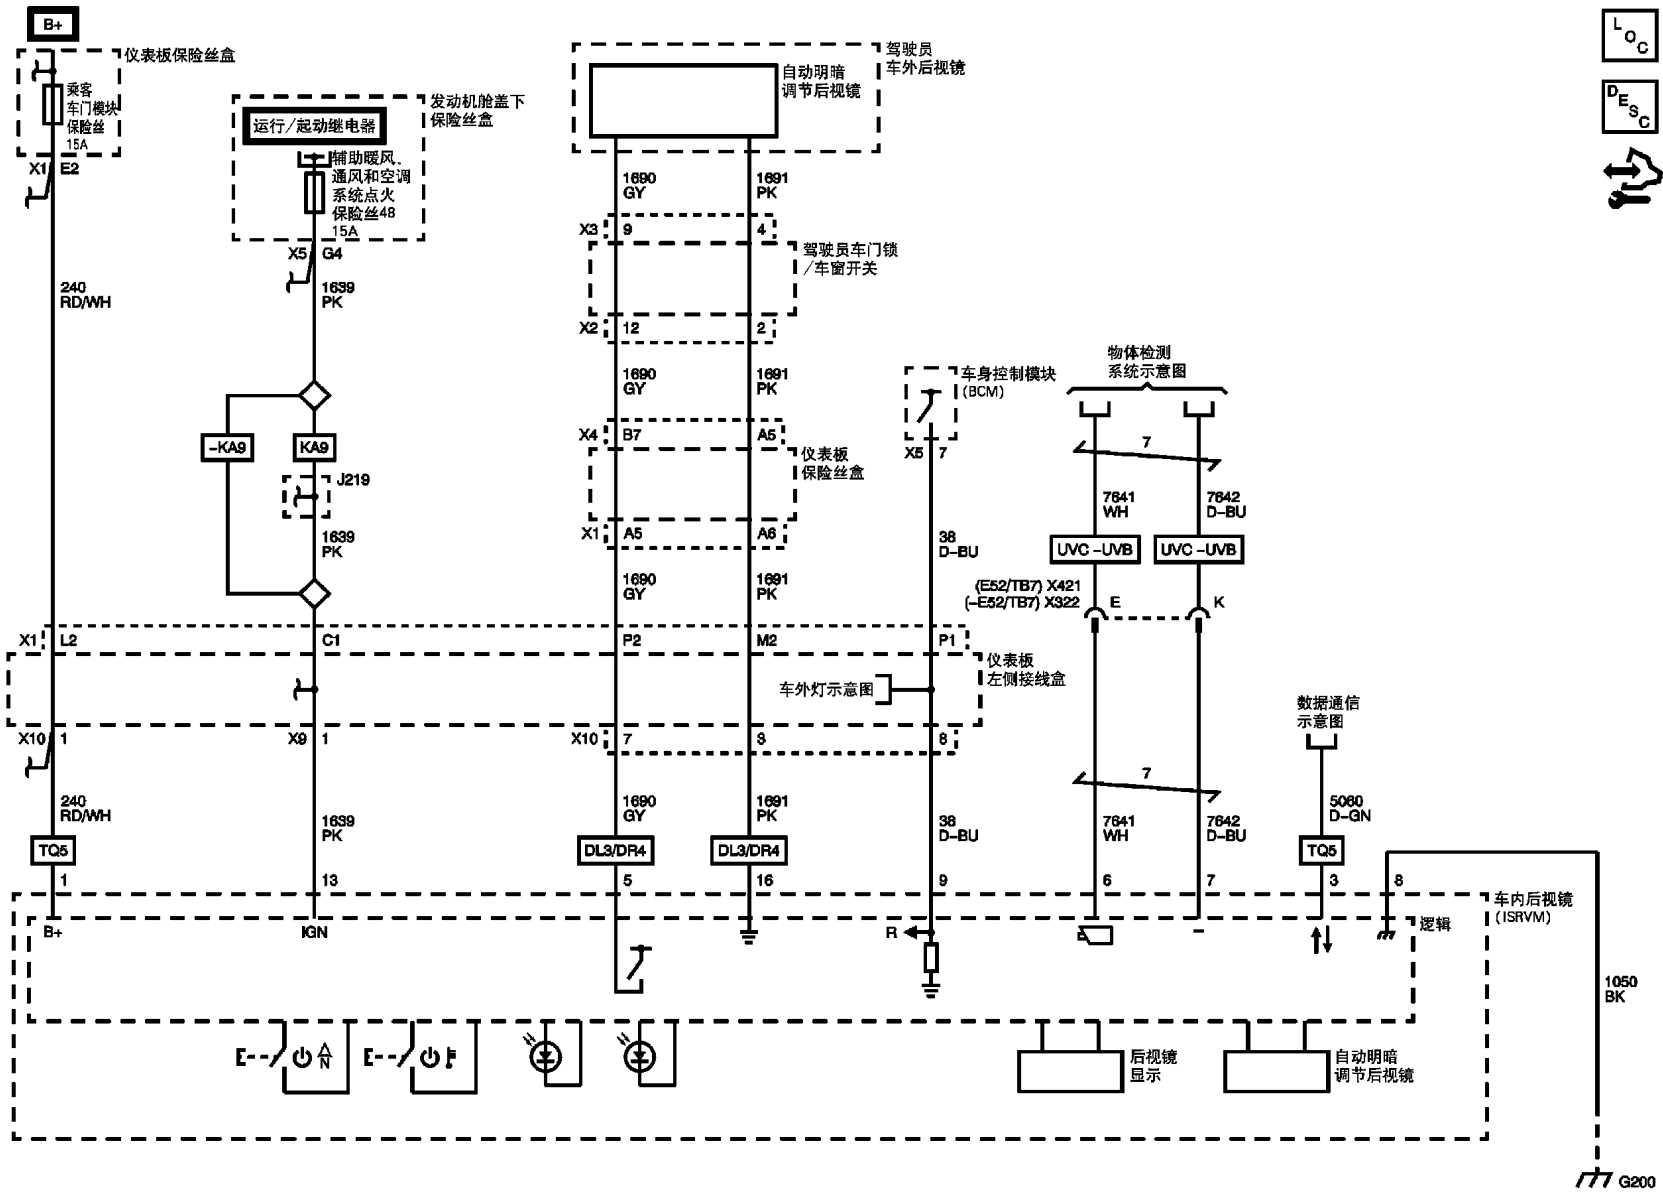 B+
仪表板保险丝盒
乘客
车门模块
保险丝
15A
X1 E2
240
RD/WH
发动机舱盖下
保险丝盒
运行/起动继电器
辅助暖风、
通风和空调
系统点火
保险丝48
15A
X5 G4
1639
PK
-KA9
KA9
J219
1639
PK
驾驶员
车外后视镜
自动明暗
调节后视镜
1690
GY
1691
PK
X3 9 4
驾驶员车门锁
/车窗开关
X2 12 2
1690
GY
1691
PK
X4 B7 A5
仪表板
保险丝盒
X1 A5 A6
1690
GY
1691
PK
车身控制模块
(BCM)
X5 7
38
D-BU
物体检测
系统示意图
7
7641
WH
7642
D-BU
UVC -UVB
UVC -UVB
(E52/TB7) X421
(-E52/TB7) X322
E
K
X1 L2 C1 P2 M2 P1
仪表板
左侧接线盒
车外灯示意图
X10 1 X9 1 X10 7 3 8
240
RD/WH
1639
PK
1690
GY
1691
PK
38
D-BU
7
7641
WH
7642
D-BU
数据通信
示意图
5060
D-GN
TQ5
DL3/DR4
DL3/DR4
TQ5
1 13 5 16 9 6 7 3 8
车内后视镜
(ISRVM)
逻辑
B+
IGN
R
N
后视镜
显示
自动明暗
调节后视镜
1050
BK
G200
LOC
DESC